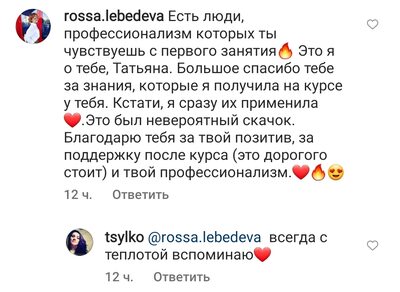 rossa.lebedeva Есть люди,
профессионализм которых ты
чувствуешь с первого занятия🔥 Это я
о тебе, Татьяна. Большое спасибо тебе
за знания, которые я получила на курсе
у тебя. Кстати, я сразу их применила
❤️.Это был невероятный скачок.
Благодарю тебя за твой позитив, за
поддержку после курса (это дорогого
стоит) и твой профессионализм.❤️🔥😍
12 ч. Ответить
tsylko @rossa.lebedeva всегда с
теплотой вспоминаю❤️
12 ч. Ответить